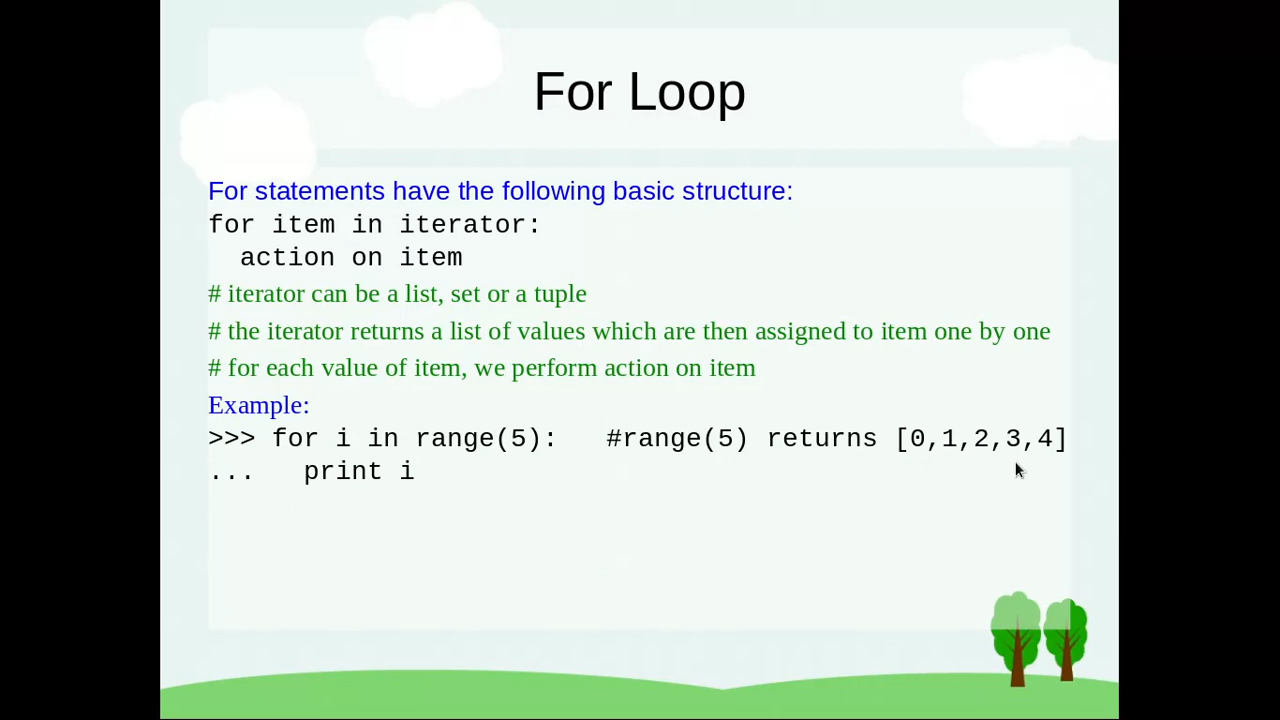 For Loop
For statements have the following basic structure:
for item in iterator:
  action on item
# iterator can be a list, set or a tuple
# the iterator returns a list of values which are then assigned to item one by one
# for each value of item, we perform action on item
Example:
>>> for i in range(5):   #range(5) returns [0,1,2,3,4]
...   print i